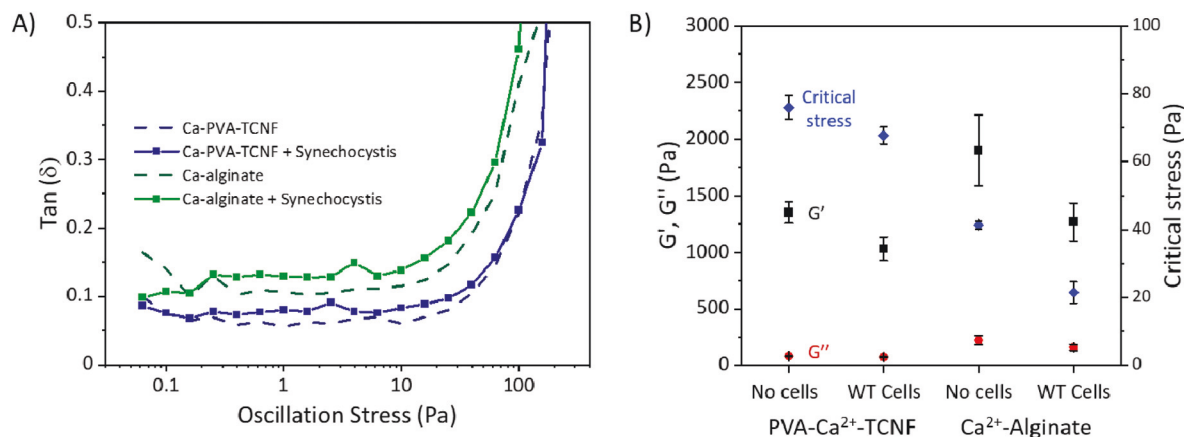 A)
0.5
0.4
0.3
0.2
0.1
0
Tan (δ)
Ca-PVA-TCNF
Ca-PVA-TCNF + Synechocystis
Ca-alginate
Ca-alginate + Synechocystis
0.1
1
10
100
Oscillation Stress (Pa)
B)
3000
2500
2000
1500
1000
500
0
G', G'' (Pa)
Critical
stress
G'
G''
100
80
60
40
20
0
Critical stress (Pa)
No cells
WT Cells
No cells
WT Cells
PVA-Ca²⁺-TCNF
Ca²⁺-Alginate